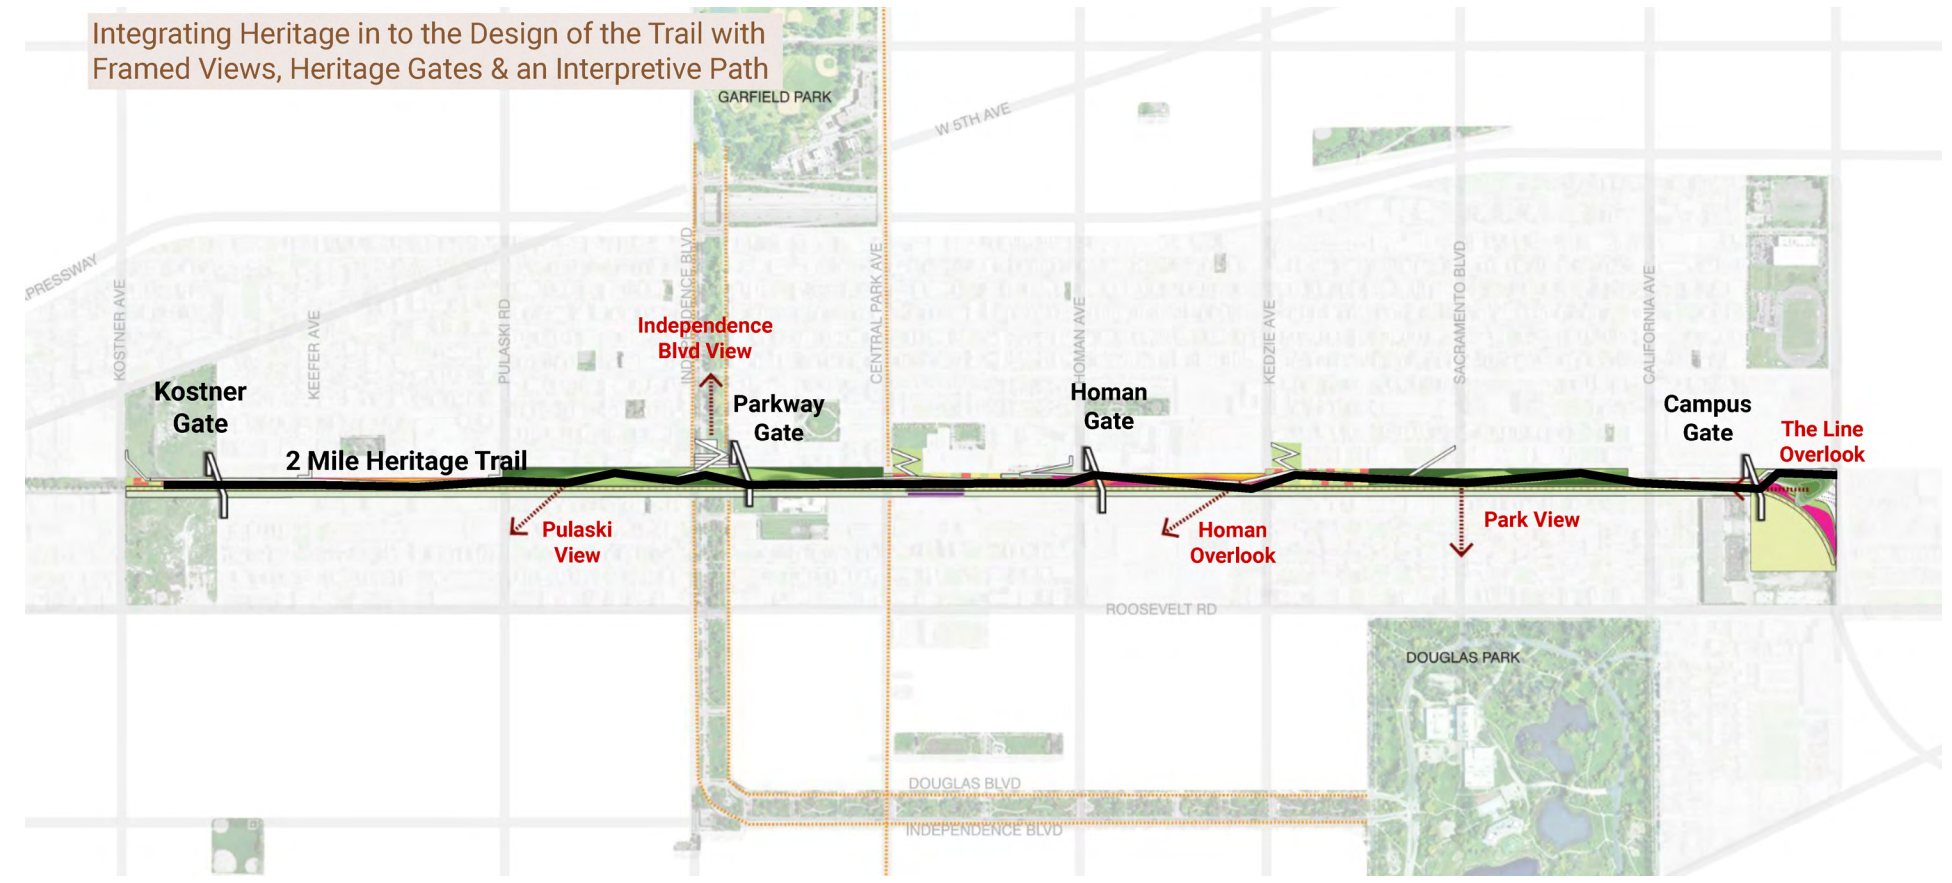 Integrating Heritage in to the Design of the Trail with
Framed Views, Heritage Gates & an Interpretive Path
GARFIELD PARK
W 5TH AVE
PRESSWAY
KOSTNER AVE
KEELER AVE
PULASKI RD
INDEPENDENCE BLVD
CENTRAL PARK AVE
HOMAN AVE
KEDZIE AVE
SACRAMENTO BLVD
CALIFORNIA AVE
Independence
Blvd View
Kostner
Gate
Parkway
Gate
Homan
Gate
Campus
Gate
The Line
Overlook
2 Mile Heritage Trail
Pulaski
View
Homan
Overlook
Park View
ROOSEVELT RD
DOUGLAS PARK
DOUGLAS BLVD
INDEPENDENCE BLVD